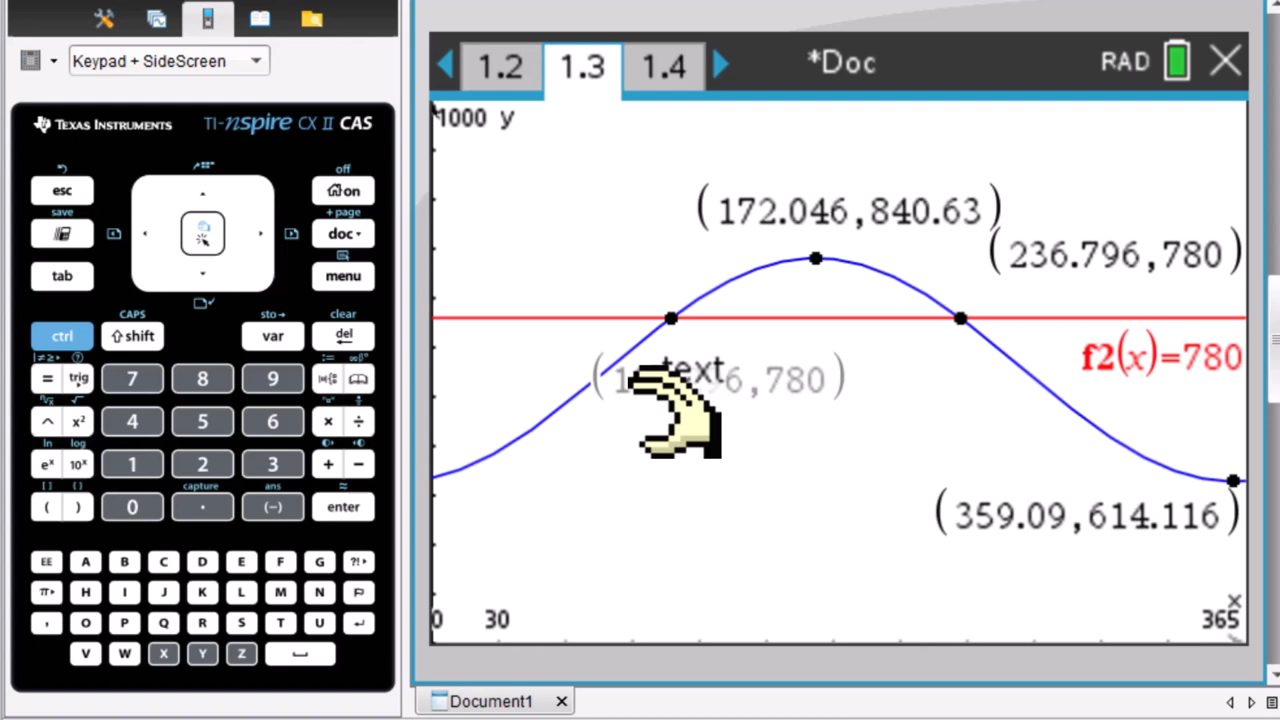 Keypad + SideScreen
TEXAS INSTRUMENTS TI-nspire CX II CAS
esc
save
tab
off
on
+ page
doc
menu
CAPS
sto→
clear
ctrl
shift
var
del
= trig 7 8 9
^ x² 4 5 6 × ÷
ln log
eˣ 10ˣ 1 2 3 + −
[ ] { } capture ans ≈
( ) 0 . (−) enter
EE A B C D E F G ?!▸
π▸ H I J K L M N
, O P Q R S T U
V W X Y Z
1.2 1.3 1.4 *Doc RAD
1000 y
(172.046,840.63)
(236.796,780)
f2(x)=780
text
6,780)
(359.09,614.116)
x
0 30 365
Document1